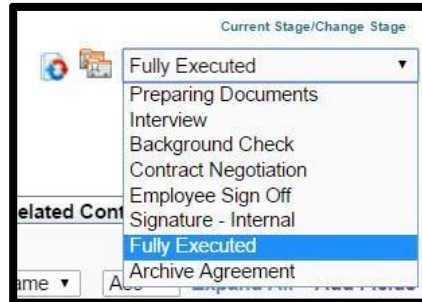 Current Stage/Change Stage
Fully Executed
Preparing Documents
Interview
Background Check
Contract Negotiation
Employee Sign Off
Signature - Internal
Fully Executed
Archive Agreement
elated Cont
ame